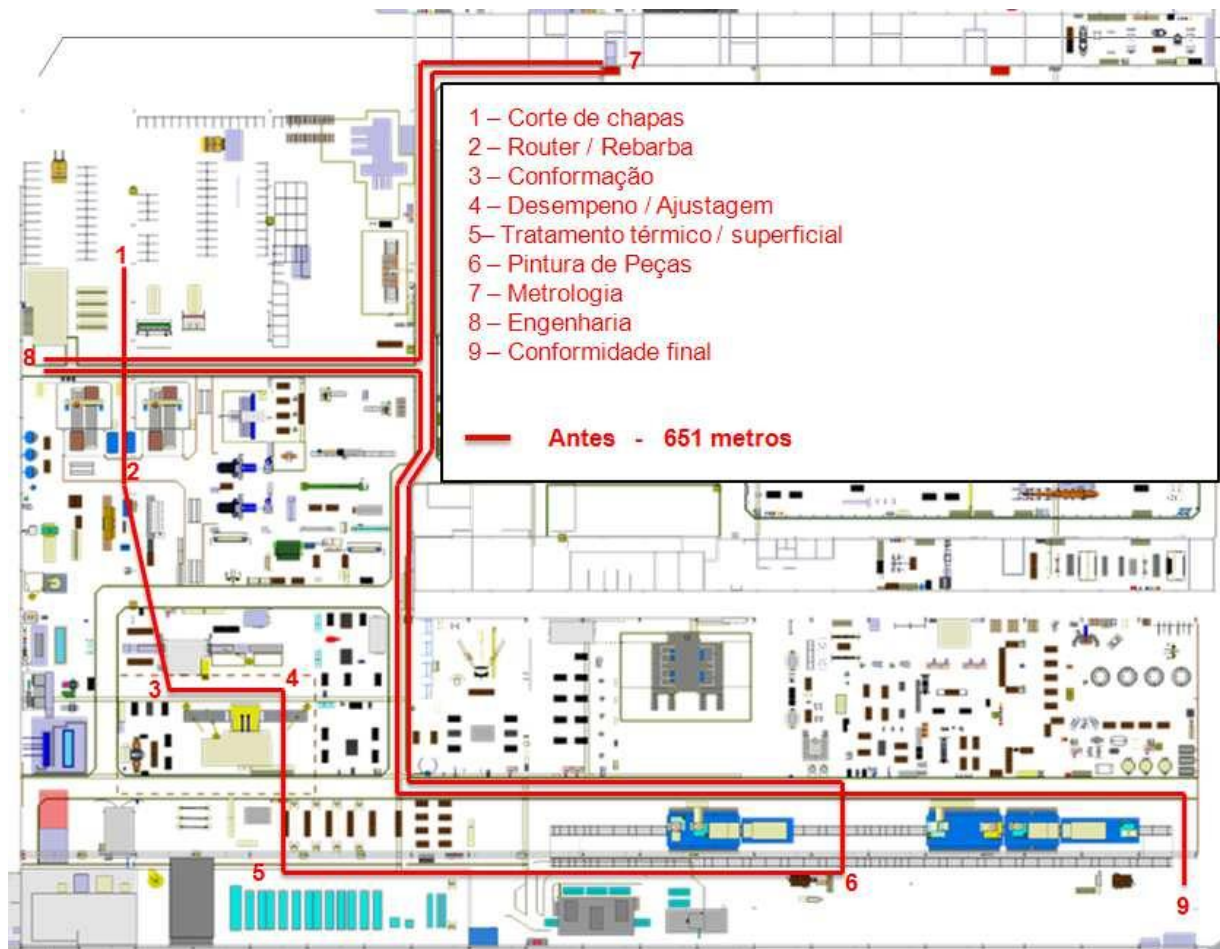 7
1 – Corte de chapas
2 – Router / Rebarba
3 – Conformação
4 – Desempeno / Ajustagem
5– Tratamento térmico / superficial
6 – Pintura de Peças
7 – Metrologia
8 – Engenharia
9 – Conformidade final
Antes - 651 metros
1
8
2
3
4
5
6
9